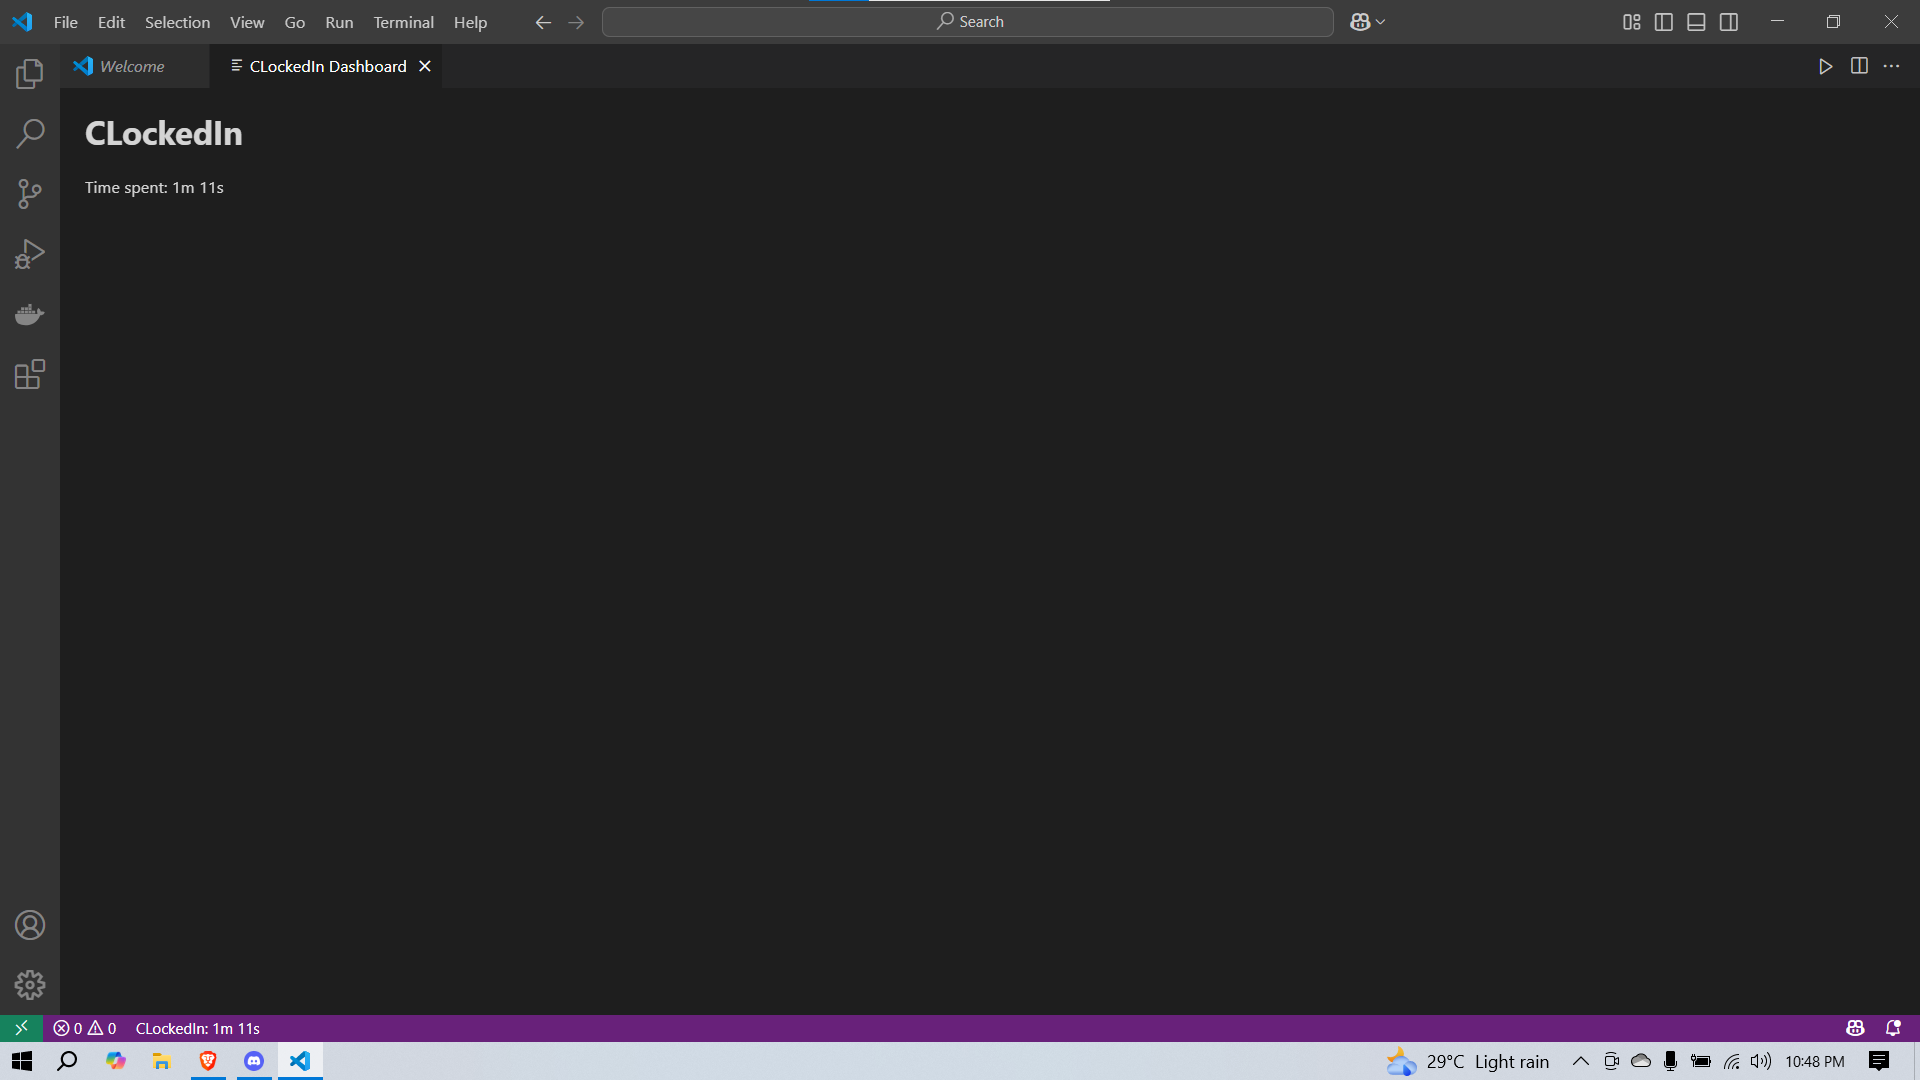 File Edit Selection View Go Run Terminal Help
Search
Welcome
CLockedIn Dashboard
CLockedIn
Time spent: 1m 11s
0 0 CLockedIn: 1m 11s
29°C Light rain
10:48 PM